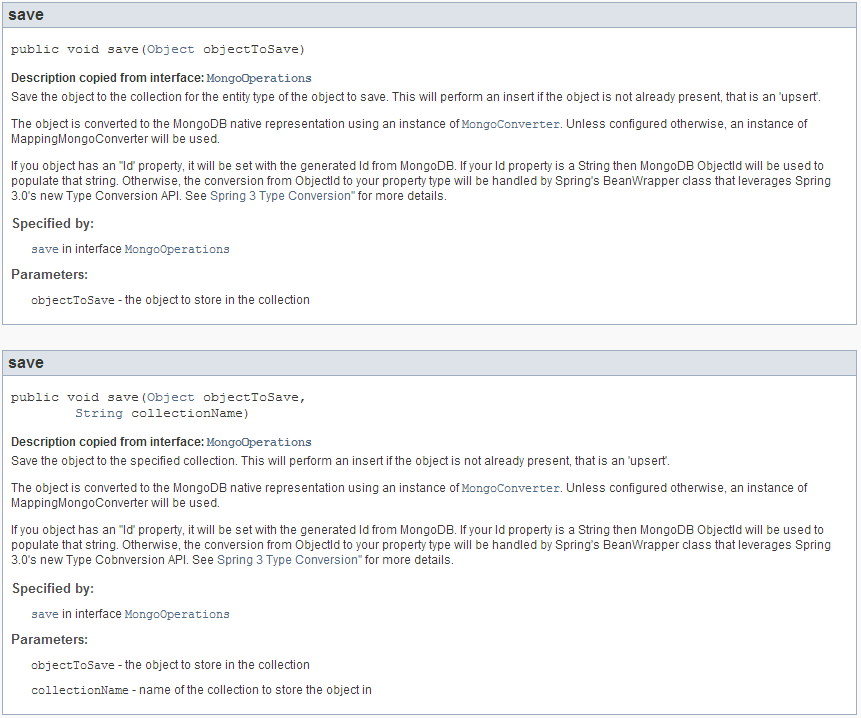 save
public void save(Object objectToSave)
Description copied from interface: MongoOperations
Save the object to the collection for the entity type of the object to save. This will perform an insert if the object is not already present, that is an 'upsert'.
The object is converted to the MongoDB native representation using an instance of MongoConverter. Unless configured otherwise, an instance of
MappingMongoConverter will be used.
If you object has an "Id' property, it will be set with the generated Id from MongoDB. If your Id property is a String then MongoDB ObjectId will be used to
populate that string. Otherwise, the conversion from ObjectId to your property type will be handled by Spring's BeanWrapper class that leverages Spring
3.0's new Type Conversion API. See Spring 3 Type Conversion" for more details.
Specified by:
save in interface MongoOperations
Parameters:
objectToSave - the object to store in the collection
save
public void save(Object objectToSave,
String collectionName)
Description copied from interface: MongoOperations
Save the object to the specified collection. This will perform an insert if the object is not already present, that is an 'upsert'.
The object is converted to the MongoDB native representation using an instance of MongoConverter. Unless configured otherwise, an instance of
MappingMongoConverter will be used.
If you object has an "Id' property, it will be set with the generated Id from MongoDB. If your Id property is a String then MongoDB ObjectId will be used to
populate that string. Otherwise, the conversion from ObjectId to your property type will be handled by Spring's BeanWrapper class that leverages Spring
3.0's new Type Cobnversion API. See Spring 3 Type Conversion" for more details.
Specified by:
save in interface MongoOperations
Parameters:
objectToSave - the object to store in the collection
collectionName - name of the collection to store the object in